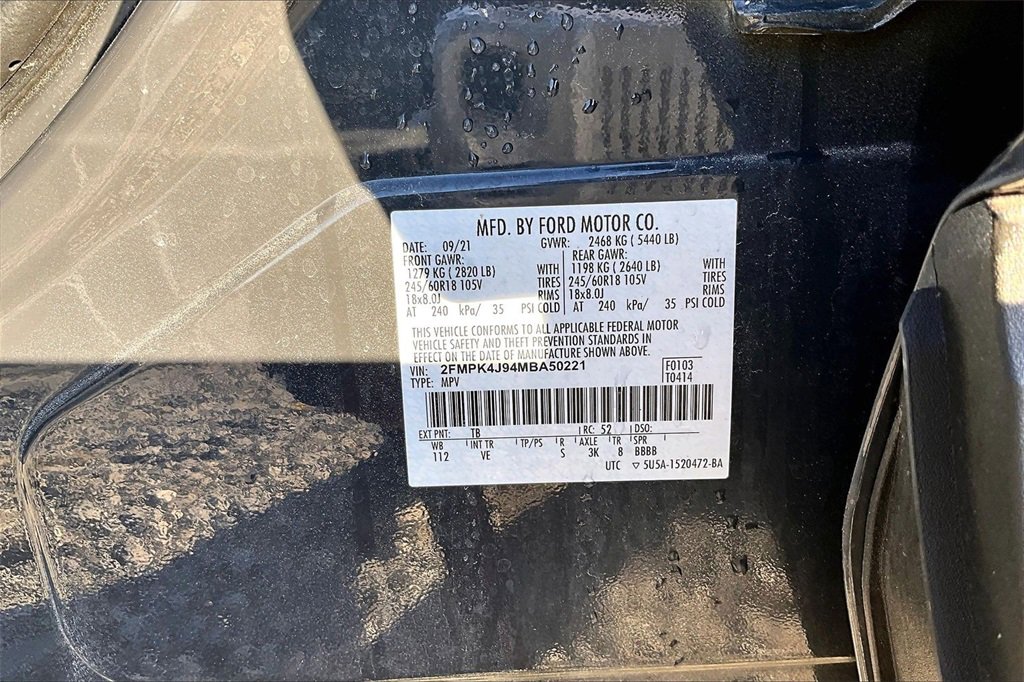 MFD. BY FORD MOTOR CO.
DATE: 09/21 GVWR: 2468 KG ( 5440 LB)
FRONT GAWR: REAR GAWR:
1279 KG ( 2820 LB) WITH 1198 KG ( 2640 LB) WITH
245/60R18 105V TIRES 245/60R18 105V TIRES
18x8.0J RIMS 18x8.0J RIMS
AT 240 kPa/ 35 PSI COLD AT 240 kPa/ 35 PSI COLD
THIS VEHICLE CONFORMS TO ALL APPLICABLE FEDERAL MOTOR
VEHICLE SAFETY AND THEFT PREVENTION STANDARDS IN
EFFECT ON THE DATE OF MANUFACTURE SHOWN ABOVE.
VIN: 2FMPK4J94MBA50221 F0103
TYPE: MPV T0414
EXT PNT: TB RC: 52 DSO:
WB INT TR TP/PS R AXLE TR SPR
112 VE S 3K 8 BBBB
UTC ▽ 5U5A-1520472-BA